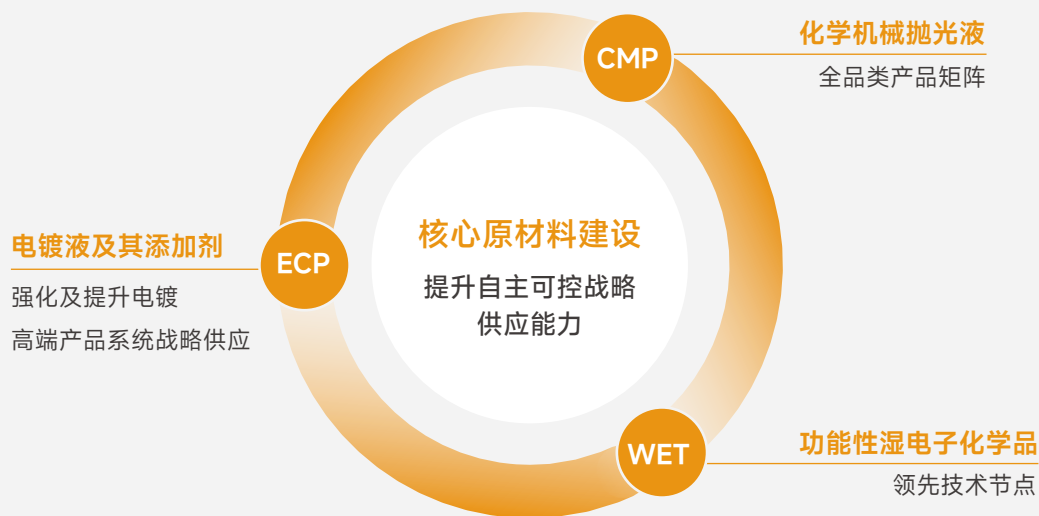 CMP
化学机械抛光液
全品类产品矩阵
核心原材料建设
提升自主可控战略
供应能力
电镀液及其添加剂
ECP
强化及提升电镀
高端产品系统战略供应
WET
功能性湿电子化学品
领先技术节点